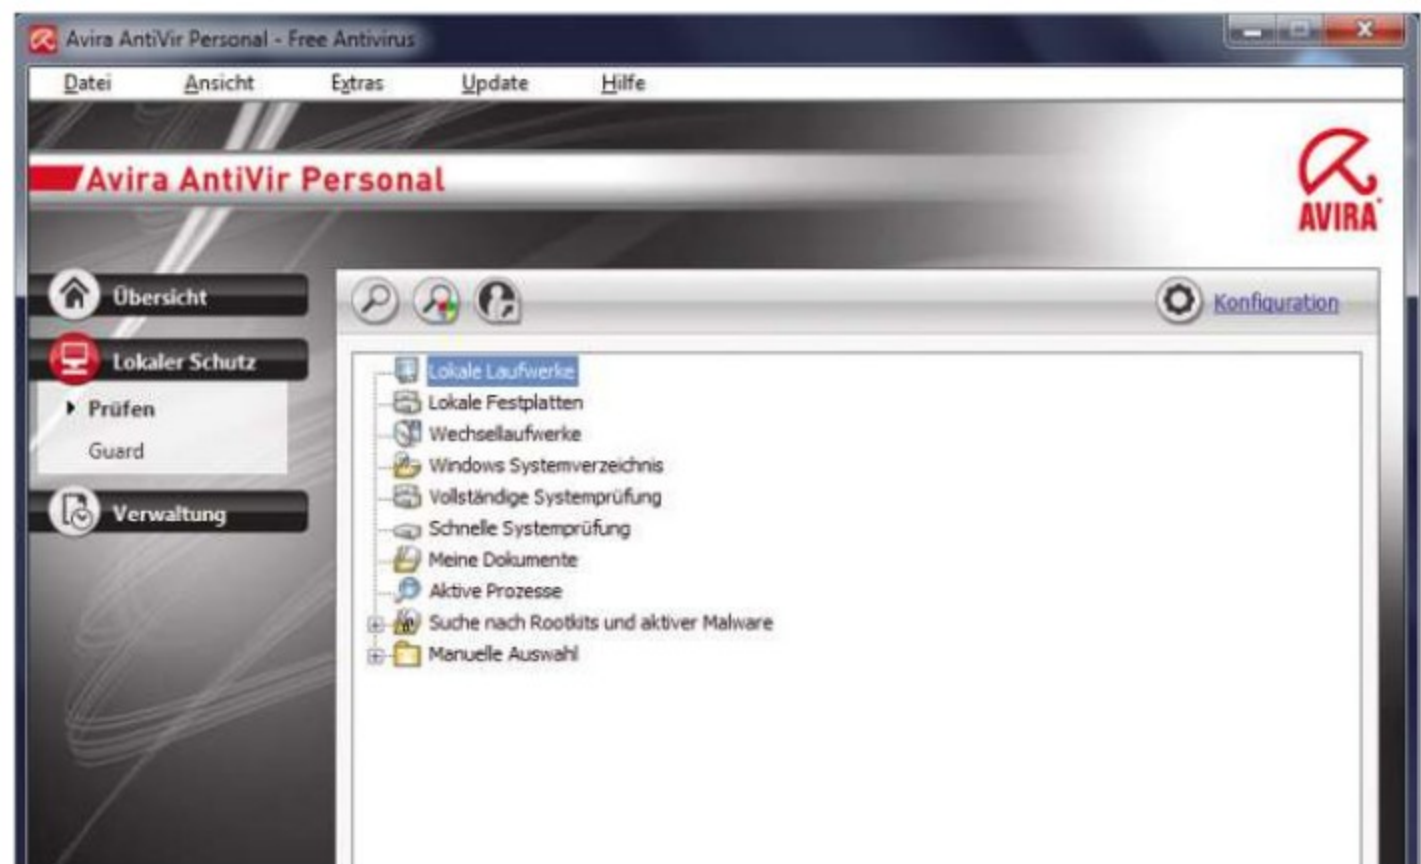 Avira AntiVir Personal - Free Antivirus
Datei Ansicht Extras Update Hilfe
Avira AntiVir Personal
AVIRA
Übersicht
Konfiguration
Lokaler Schutz
Prüfen
Guard
Verwaltung
Lokale Laufwerke
Lokale Festplatten
Wechsellaufwerke
Windows Systemverzeichnis
Vollständige Systemprüfung
Schnelle Systemprüfung
Meine Dokumente
Aktive Prozesse
Suche nach Rootkits und aktiver Malware
Manuelle Auswahl